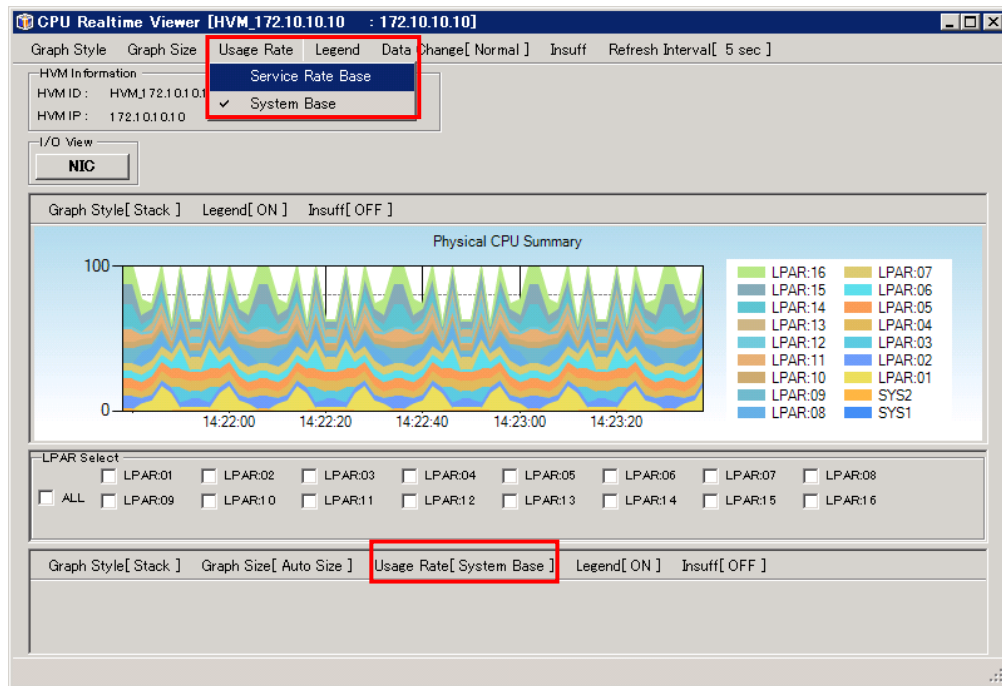 CPU Realtime Viewer [HVM_172.10.10.10 : 172.10.10.10]
Graph Style Graph Size Usage Rate Legend Data Change[ Normal ] Insuff Refresh Interval[ 5 sec ]
Service Rate Base
✓ System Base
HVM Information
HVM ID : HVM_172.10.10.1
HVM IP : 172.10.10.10
I/O View
NIC
Graph Style[ Stack ] Legend[ ON ] Insuff[ OFF ]
Physical CPU Summary
100
0
14:22:00 14:22:20 14:22:40 14:23:00 14:23:20
LPAR:16 LPAR:07
LPAR:15 LPAR:06
LPAR:14 LPAR:05
LPAR:13 LPAR:04
LPAR:12 LPAR:03
LPAR:11 LPAR:02
LPAR:10 LPAR:01
LPAR:09 SYS2
LPAR:08 SYS1
LPAR Select
LPAR:01 LPAR:02 LPAR:03 LPAR:04 LPAR:05 LPAR:06 LPAR:07 LPAR:08
ALL LPAR:09 LPAR:10 LPAR:11 LPAR:12 LPAR:13 LPAR:14 LPAR:15 LPAR:16
Graph Style[ Stack ] Graph Size[ Auto Size ] Usage Rate[ System Base ] Legend[ ON ] Insuff[ OFF ]